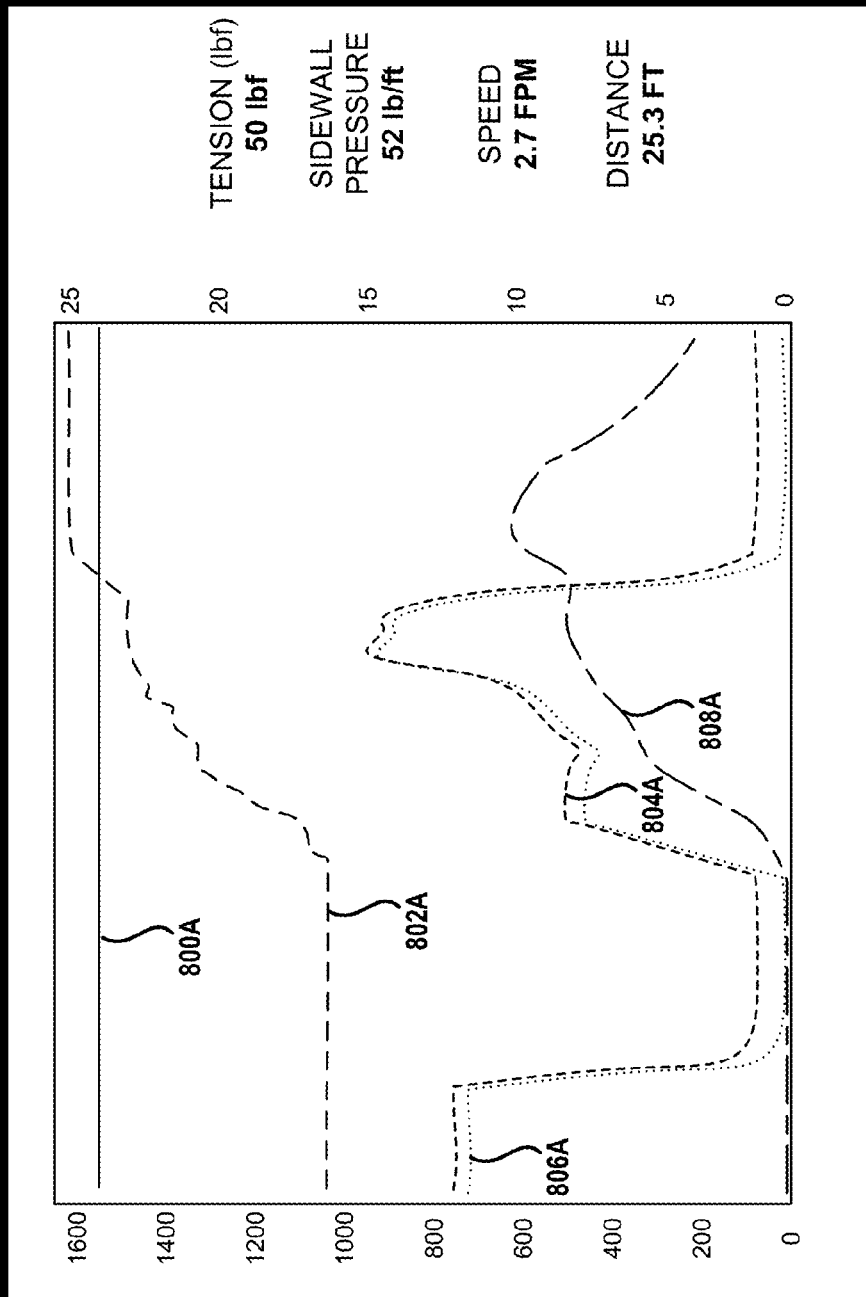 1600
1400
1200
1000
800
600
400
200
0
25
20
15
10
5
0
800A
802A
804A
806A
808A
TENSION (lbf)
50 lbf
SIDEWALL
PRESSURE
52 lb/ft
SPEED
2.7 FPM
DISTANCE
25.3 FT